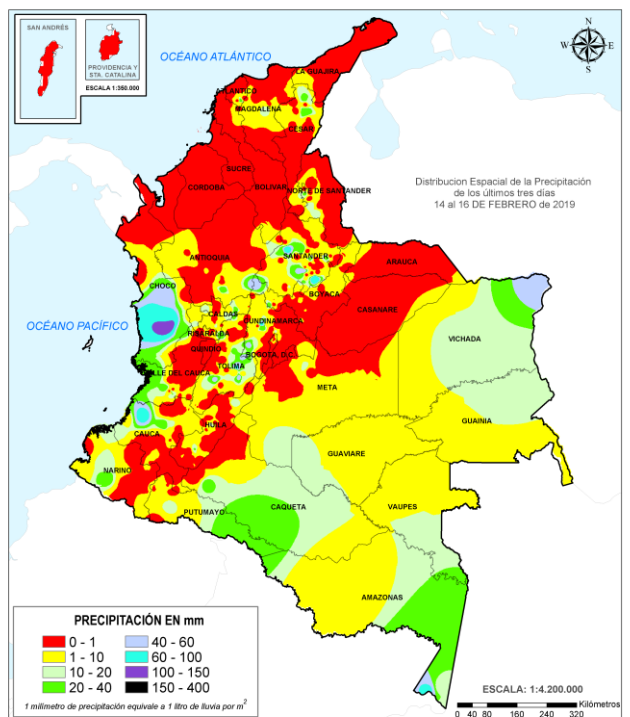 SAN ANDRÉS
PROVIDENCIA Y
STA. CATALINA
ESCALA 1:350.000
OCÉANO ATLÁNTICO
N
W
E
S
LA GUAJIRA
ATLANTICO
MAGDALENA
CESAR
SUCRE
CORDOBA
BOLIVAR
NORTE DE SANTANDER
Distribucion Espacial de la Precipitación
de los últimos tres días
14 al 16 DE FEBRERO de 2019
ANTIOQUIA
SANTANDER
ARAUCA
CHOCO
BOYACA
CASANARE
OCÉANO PACÍFICO
CALDAS
CUNDINAMARCA
RISARALDA
VICHADA
QUINDIO
BOGOTA, D.C.
VALLE DEL CAUCA
TOLIMA
META
GUAINIA
CAUCA
HUILA
GUAVIARE
NARIÑO
CAQUETA
VAUPES
PUTUMAYO
AMAZONAS
PRECIPITACIÓN EN mm
0 - 1
40 - 60
1 - 10
60 - 100
10 - 20
100 - 150
20 - 40
150 - 400
1 milimetro de precipitación equivale a 1 litro de lluvia por m2
ESCALA: 1:4.200.000
Kilómetros
0 40 80 160 240 320